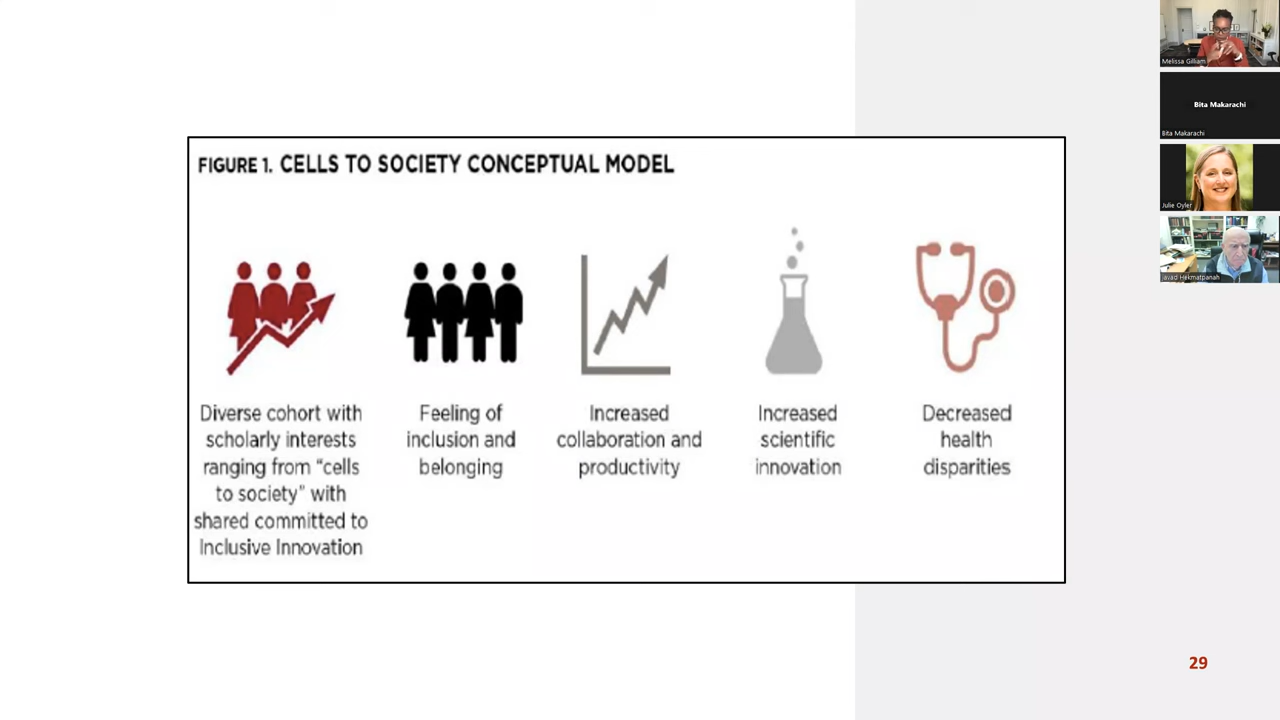 FIGURE 1. CELLS TO SOCIETY CONCEPTUAL MODEL
Diverse cohort with
scholarly interests
ranging from “cells
to society” with
shared committed to
Inclusive Innovation
Feeling of
inclusion and
belonging
Increased
collaboration and
productivity
Increased
scientific
innovation
Decreased
health
disparities
29
Melissa Gilliam
Bita Makarachi
Bita Makarachi
Julie Oyler
Javad Hekmatpanah